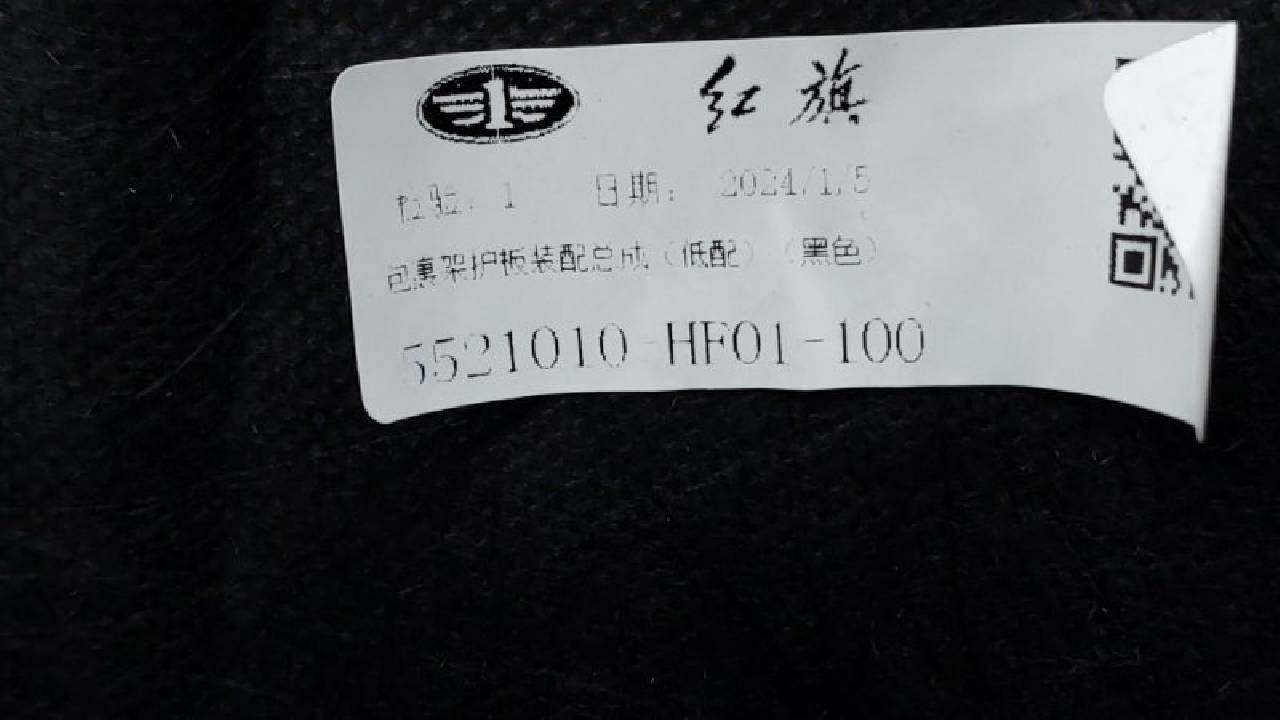 红旗
检验：1 日期：2024/1/5
包裹架护板装配总成（低配）（黑色）
5521010-HF01-100